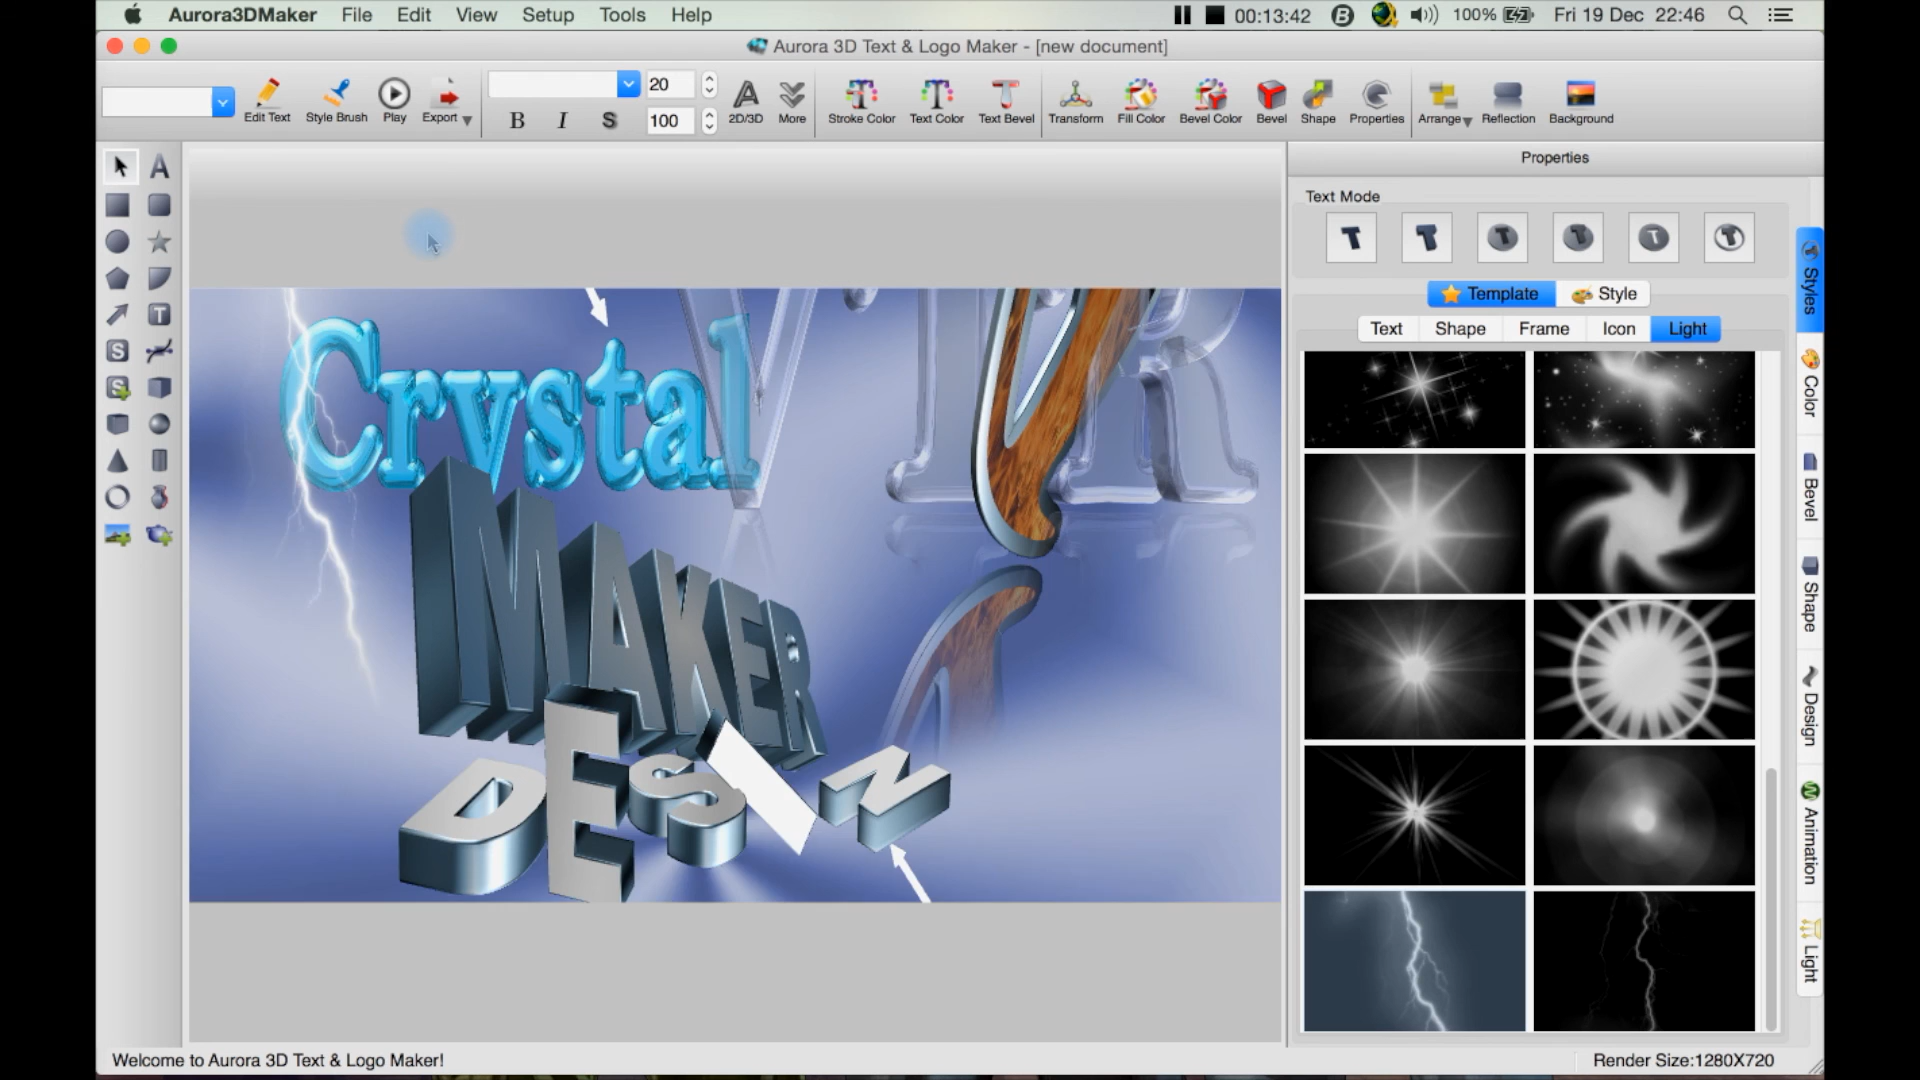 Aurora3DMaker File Edit View Setup Tools Help 00:13:42 100% Fri 19 Dec 22:46
Aurora 3D Text & Logo Maker - [new document]
20
B I S 100
Edit Text Style Brush Play Export 2D/3D More Stroke Color Text Color Text Bevel Transform Fill Color Bevel Color Bevel Shape Properties Arrange Reflection Background
Properties
Text Mode
Template Style
Text Shape Frame Icon Light
Styles
Color
Bevel
Shape
Design
Animation
Light
Crystal
MAKER
DESIN
Welcome to Aurora 3D Text & Logo Maker! Render Size:1280X720